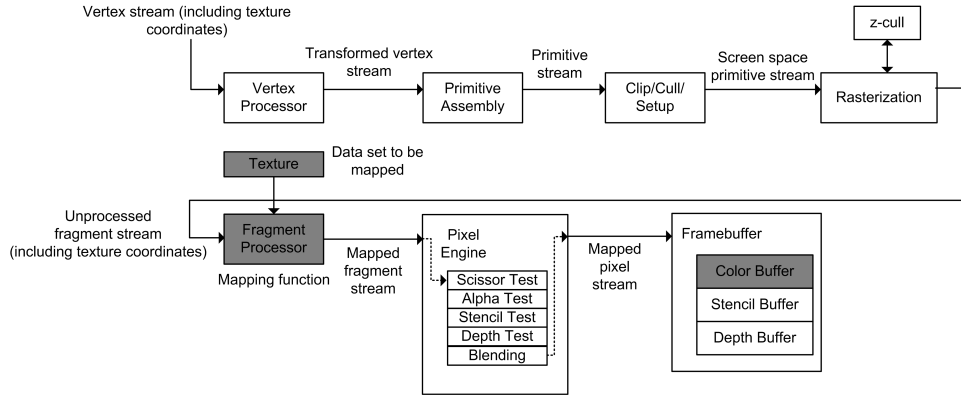 Vertex stream (including texture
coordinates)
Transformed vertex
stream
Primitive
stream
Screen space
primitive stream
z-cull
Vertex
Processor
Primitive
Assembly
Clip/Cull/
Setup
Rasterization
Texture
Data set to be
mapped
Unprocessed
fragment stream
(including texture coordinates)
Fragment
Processor
Mapping function
Mapped
fragment
stream
Pixel
Engine
Scissor Test
Alpha Test
Stencil Test
Depth Test
Blending
Mapped
pixel
stream
Framebuffer
Color Buffer
Stencil Buffer
Depth Buffer